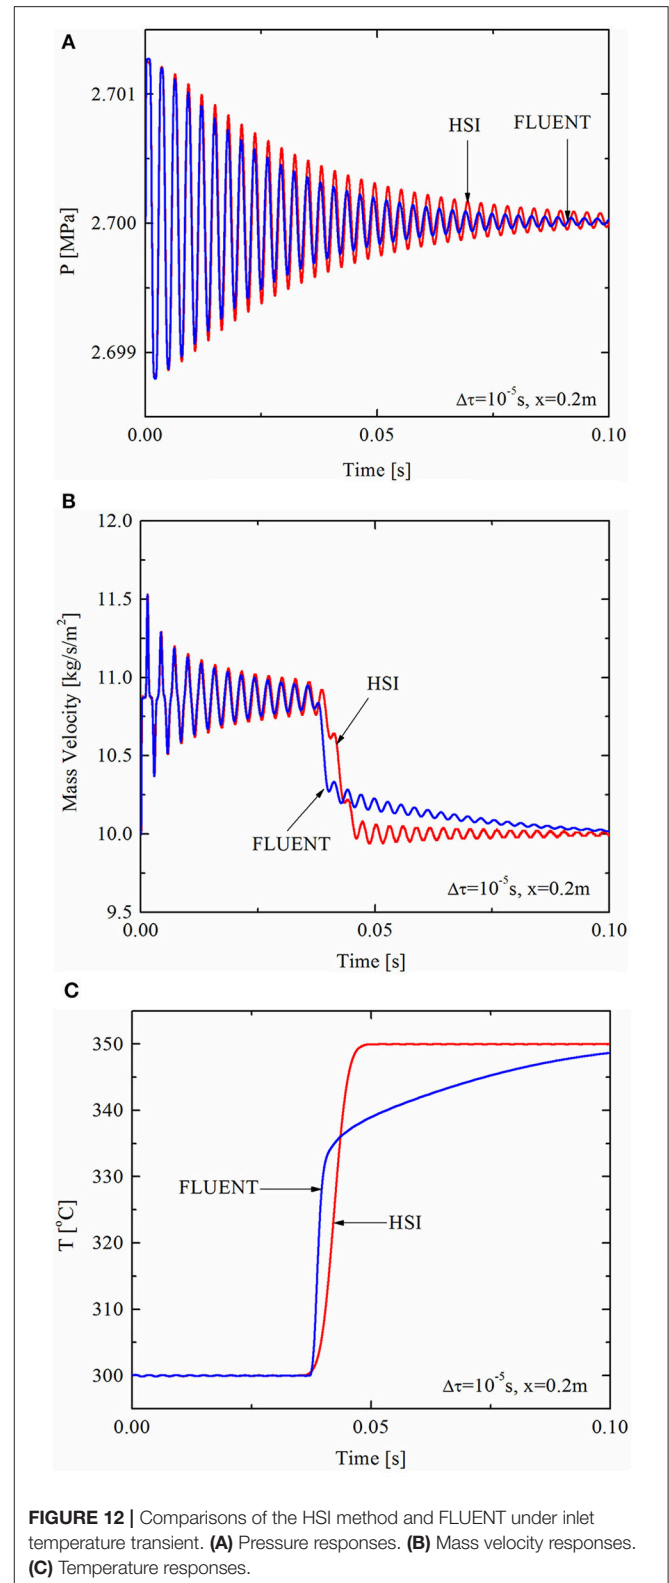 A
2.701
HSI
FLUENT
P [MPa]
2.700
2.699
Δτ=10⁻⁵s, x=0.2m
0.00
0.05
0.10
Time [s]
B
12.0
11.5
Mass Velocity [kg/s/m²]
11.0
HSI
10.5
10.0
FLUENT
Δτ=10⁻⁵s, x=0.2m
9.5
0.00
0.05
0.10
Time [s]
C
350
340
FLUENT
330
T [°C]
HSI
320
310
300
Δτ=10⁻⁵s, x=0.2m
0.00
0.05
0.10
Time [s]
FIGURE 12 | Comparisons of the HSI method and FLUENT under inlet
temperature transient. (A) Pressure responses. (B) Mass velocity responses.
(C) Temperature responses.